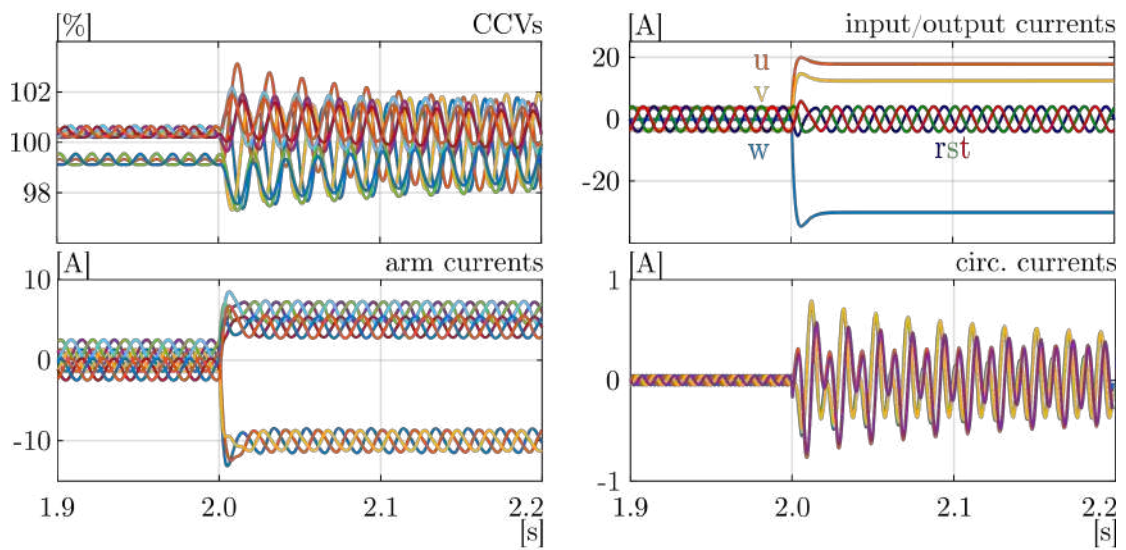 [%] CCVs
102
100
98
[A] input/output currents
20
0
-20
u
v
w
rst
[A] arm currents
10
0
-10
1.9 2.0 2.1 2.2
[s]
[A] circ. currents
1
0
-1
1.9 2.0 2.1 2.2
[s]